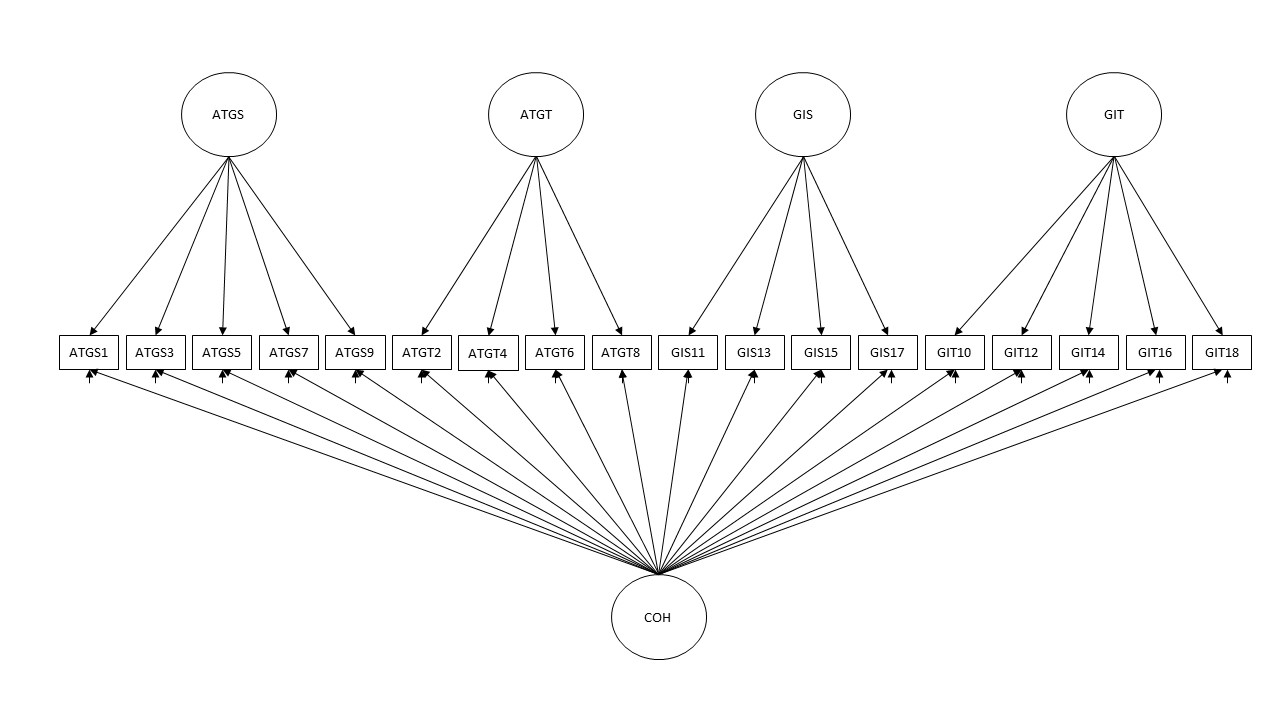 ATGS
ATGT
GIS
GIT
ATGS1
ATGS3
ATGS5
ATGS7
ATGS9
ATGT2
ATGT4
ATGT6
ATGT8
GIS11
GIS13
GIS15
GIS17
GIT10
GIT12
GIT14
GIT16
GIT18
COH